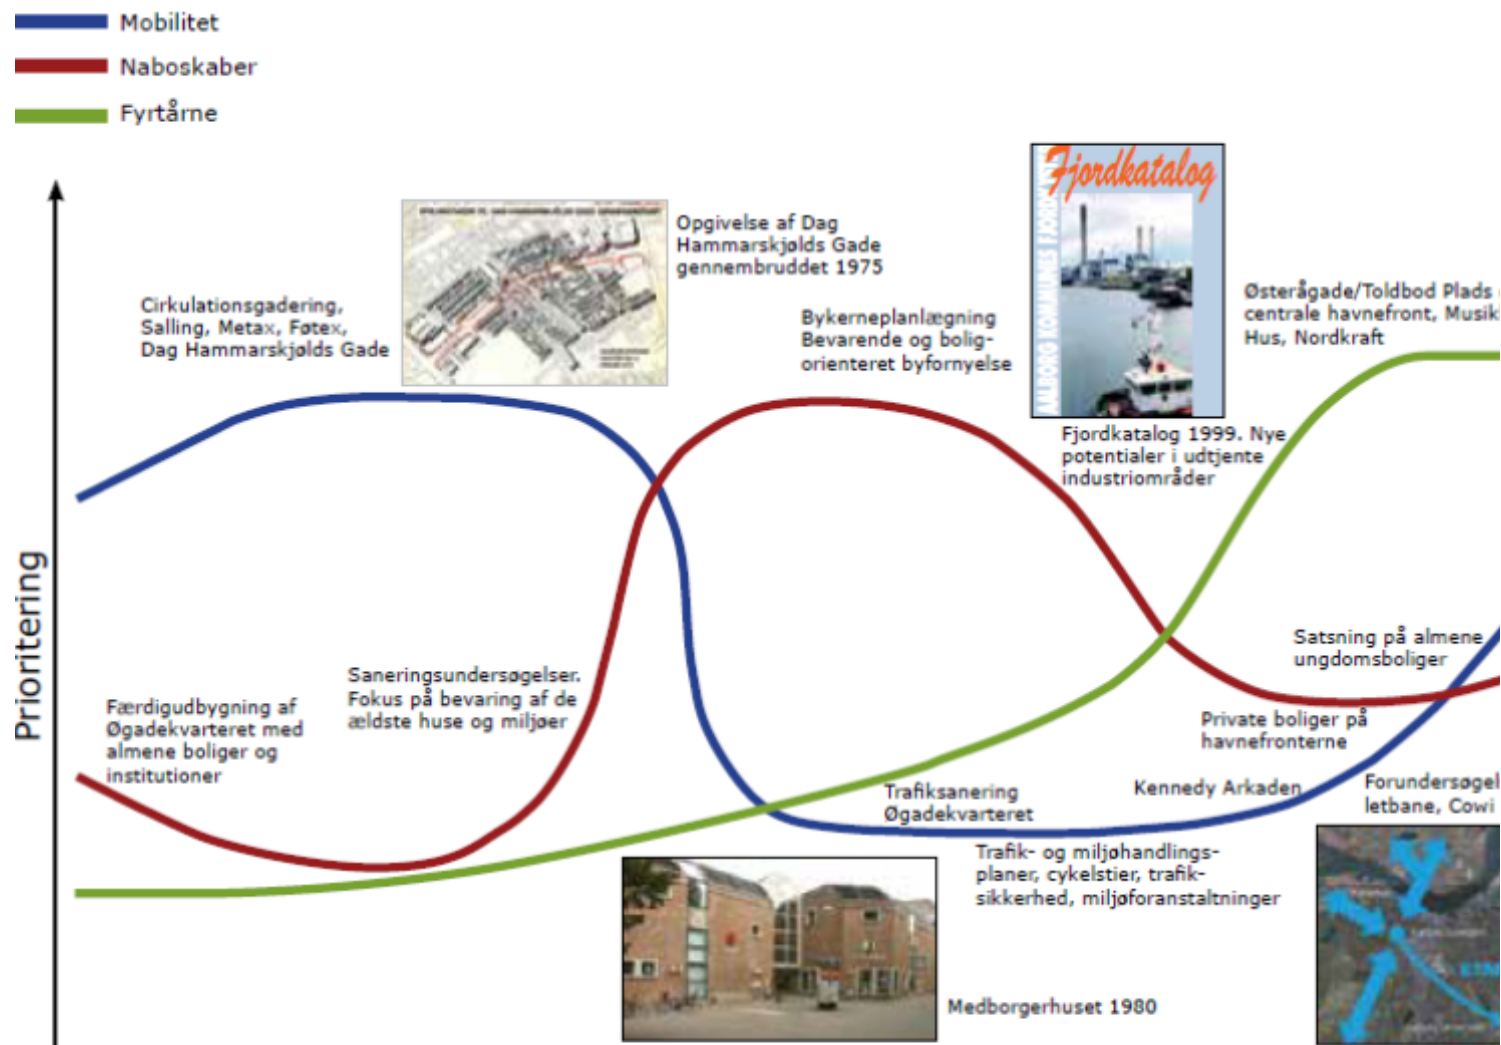 Mobilitet
Naboskaber
Fyrtårne
Prioritering
Cirkulationsgadering,
Salling, Metax, Føtex,
Dag Hammarskjølds Gade
Opgivelse af Dag
Hammarskjølds Gade
gennembruddet 1975
Bykerneplanlægning
Bevarende og bolig-
orienteret byfornyelse
Fjordkatalog
AALBORG KOMMUNES
Fjordkatalog 1999. Nye
potentialer i udtjente
industriområder
Østerågade/Toldbod Plads
centrale havnefront,
Hus, Nordkraft
Færdigudbygning af
Øgadekvarteret med
almene boliger og
institutioner
Saneringsundersøgelser.
Fokus på bevaring af de
ældste huse og miljøer
Satsning på almene
ungdomsboliger
Private boliger på
havnefronterne
Trafiksanering
Øgadekvarteret
Kennedy Arkaden
letbane, Cowi
Trafik- og miljøhandlings-
planer, cykelstier, trafik-
sikkerhed, miljøforanstaltninger
Medborgerhuset 1980